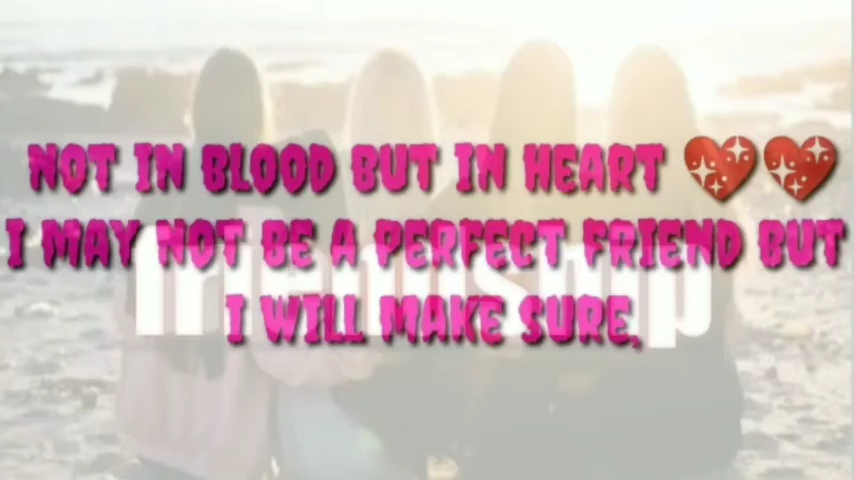 NOT IN BLOOD BUT IN HEART 💖💖
I MAY NOT BE A PERFECT FRIEND BUT
friendship
I WILL MAKE SURE,